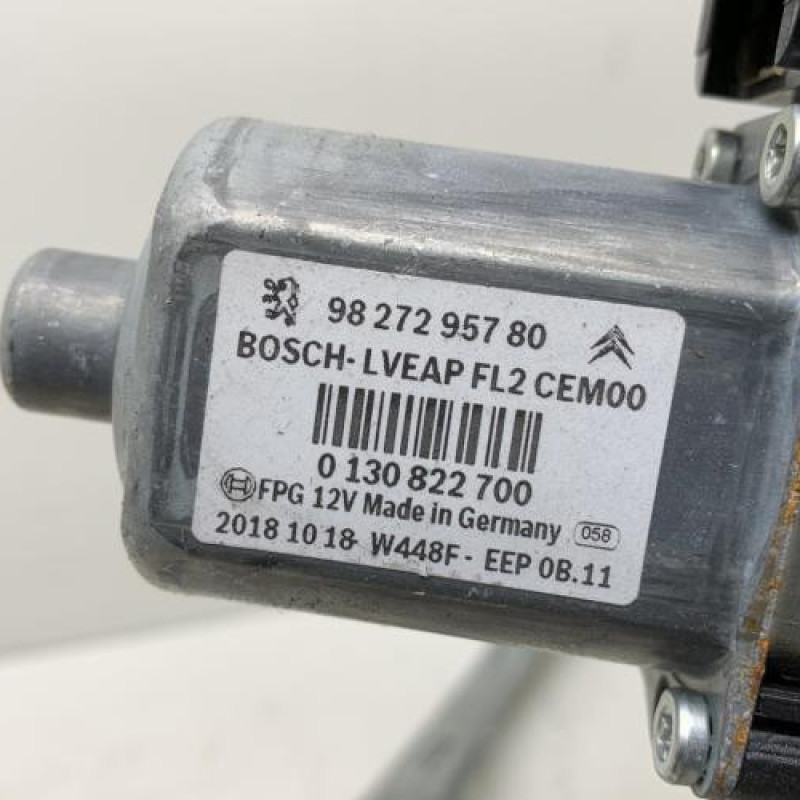 98 272 957 80
BOSCH- LVEAP FL2 CEM00
0 130 822 700
FPG 12V Made in Germany 058
2018 10 18- W448F - EEP 0B.11